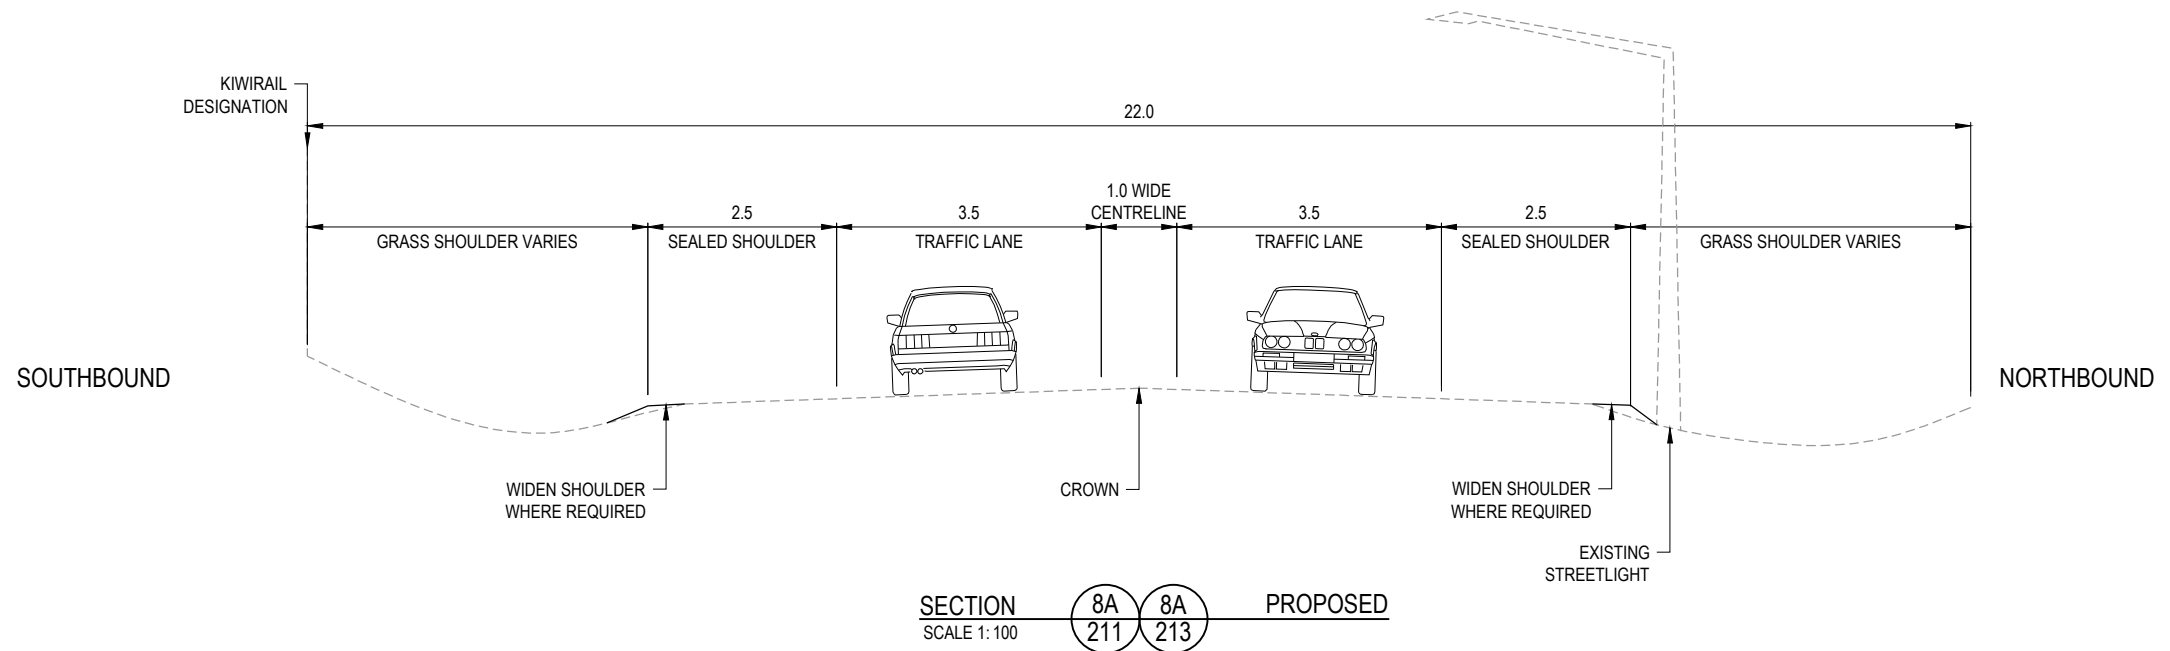 KIWIRAIL
DESIGNATION
22.0
1.0 WIDE
CENTRELINE
2.5
3.5
3.5
2.5
GRASS SHOULDER VARIES
SEALED SHOULDER
TRAFFIC LANE
TRAFFIC LANE
SEALED SHOULDER
GRASS SHOULDER VARIES
SOUTHBOUND
NORTHBOUND
WIDEN SHOULDER
WHERE REQUIRED
CROWN
WIDEN SHOULDER
WHERE REQUIRED
EXISTING
STREETLIGHT
SECTION
SCALE 1: 100
8A
211
8A
213
PROPOSED